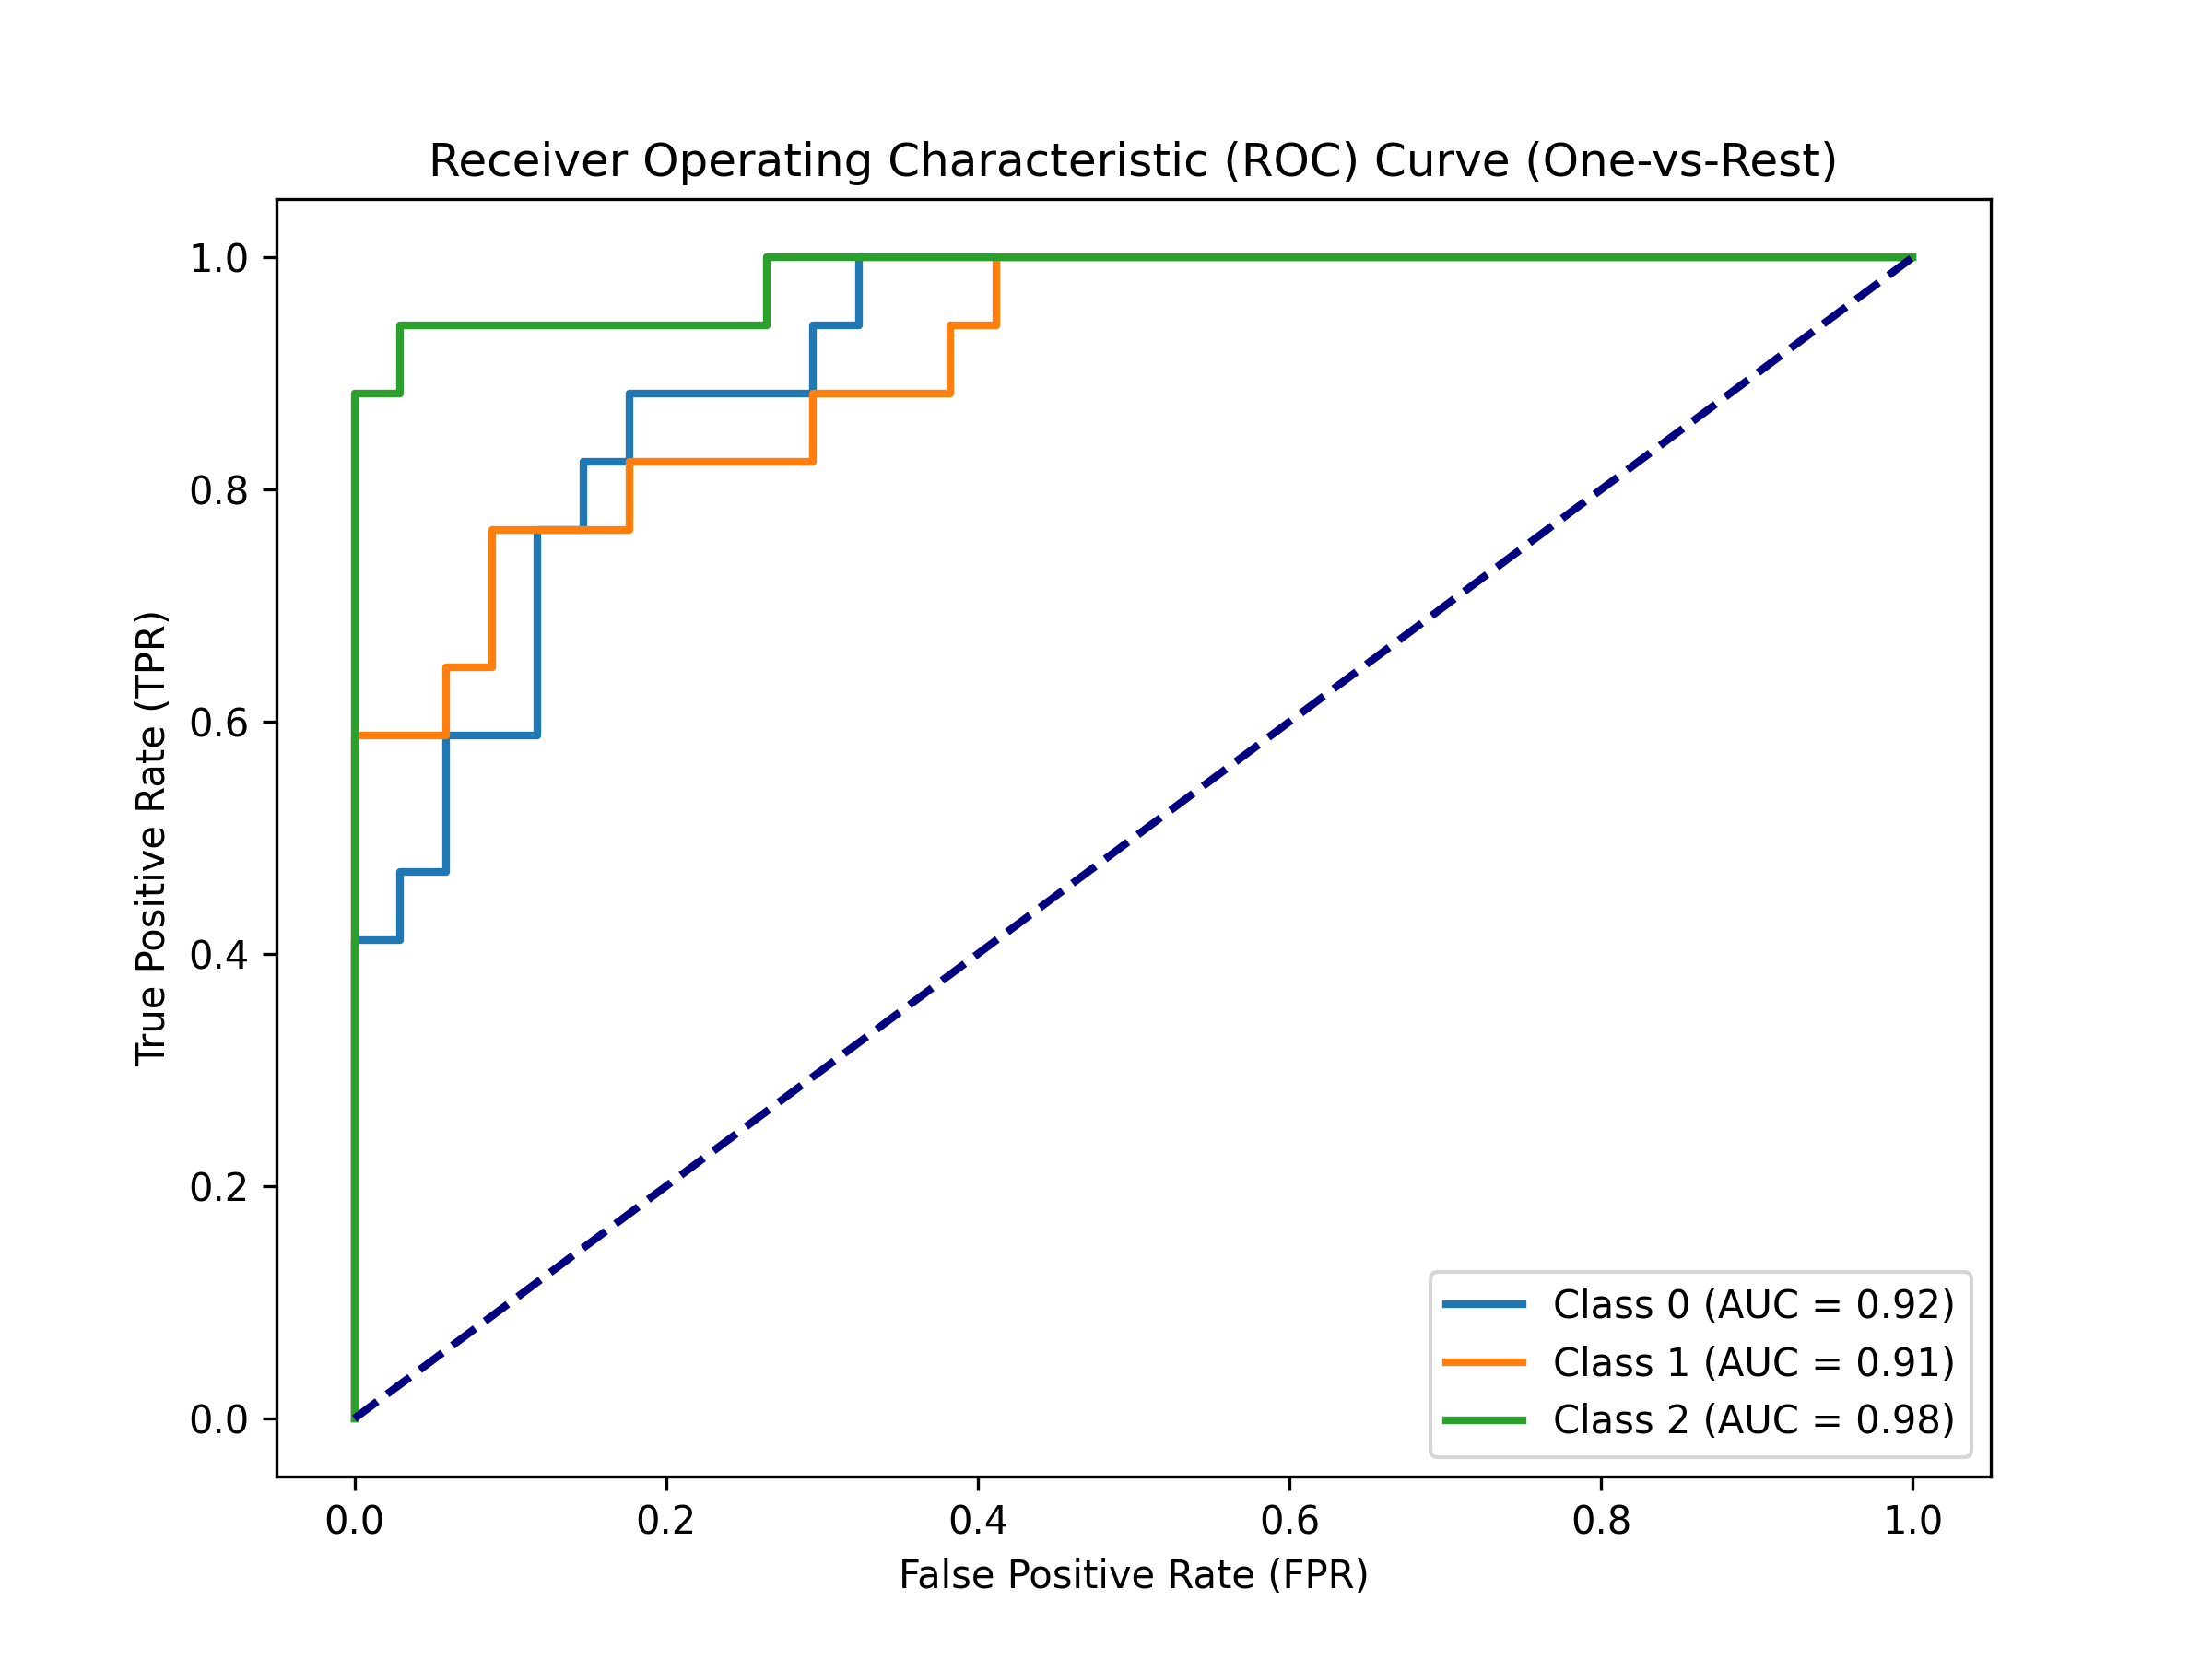 Receiver Operating Characteristic (ROC) Curve (One-vs-Rest)
1.0
0.8
0.6
0.4
0.2
0.0
True Positive Rate (TPR)
Class 0 (AUC = 0.92)
Class 1 (AUC = 0.91)
Class 2 (AUC = 0.98)
0.0 0.2 0.4 0.6 0.8 1.0
False Positive Rate (FPR)